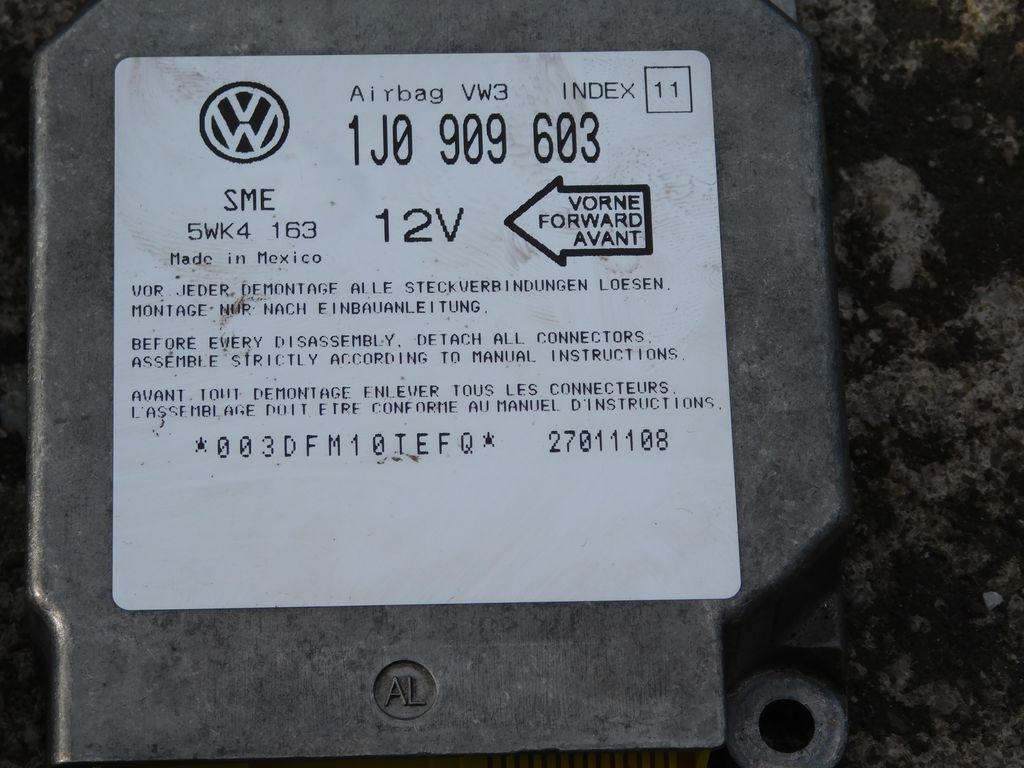 Airbag VW3 INDEX 11
1J0 909 603
SME
5WK4 163
Made in Mexico
12V
VORNE
FORWARD
AVANT
VOR JEDER DEMONTAGE ALLE STECKVERBINDUNGEN LOESEN.
MONTAGE NUR NACH EINBAUANLEITUNG.
BEFORE EVERY DISASSEMBLY, DETACH ALL CONNECTORS.
ASSEMBLE STRICTLY ACCORDING TO MANUAL INSTRUCTIONS.
AVANT TOUT DEMONTAGE ENLEVER TOUS LES CONNECTEURS.
L'ASSEMBLAGE DOIT ETRE CONFORME AU MANUEL D'INSTRUCTIONS.
*003DFM10TEFQ* 27011108
AL